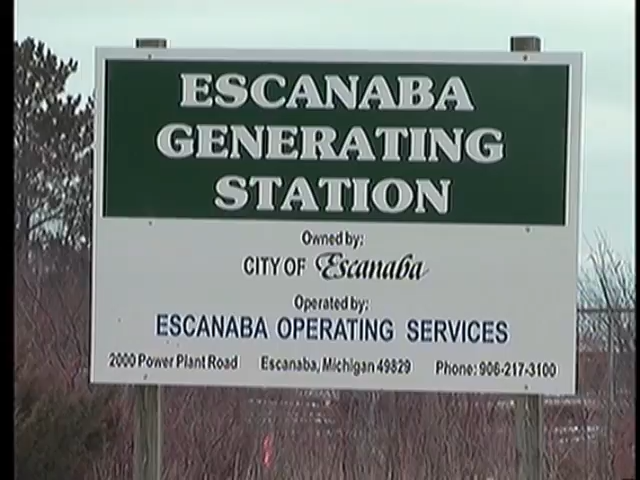 ESCANABA
GENERATING
STATION
Owned by:
CITY OF Escanaba
Operated by:
ESCANABA OPERATING SERVICES
2000 Power Plant Road Escanaba, Michigan 49829 Phone: 906-217-3100